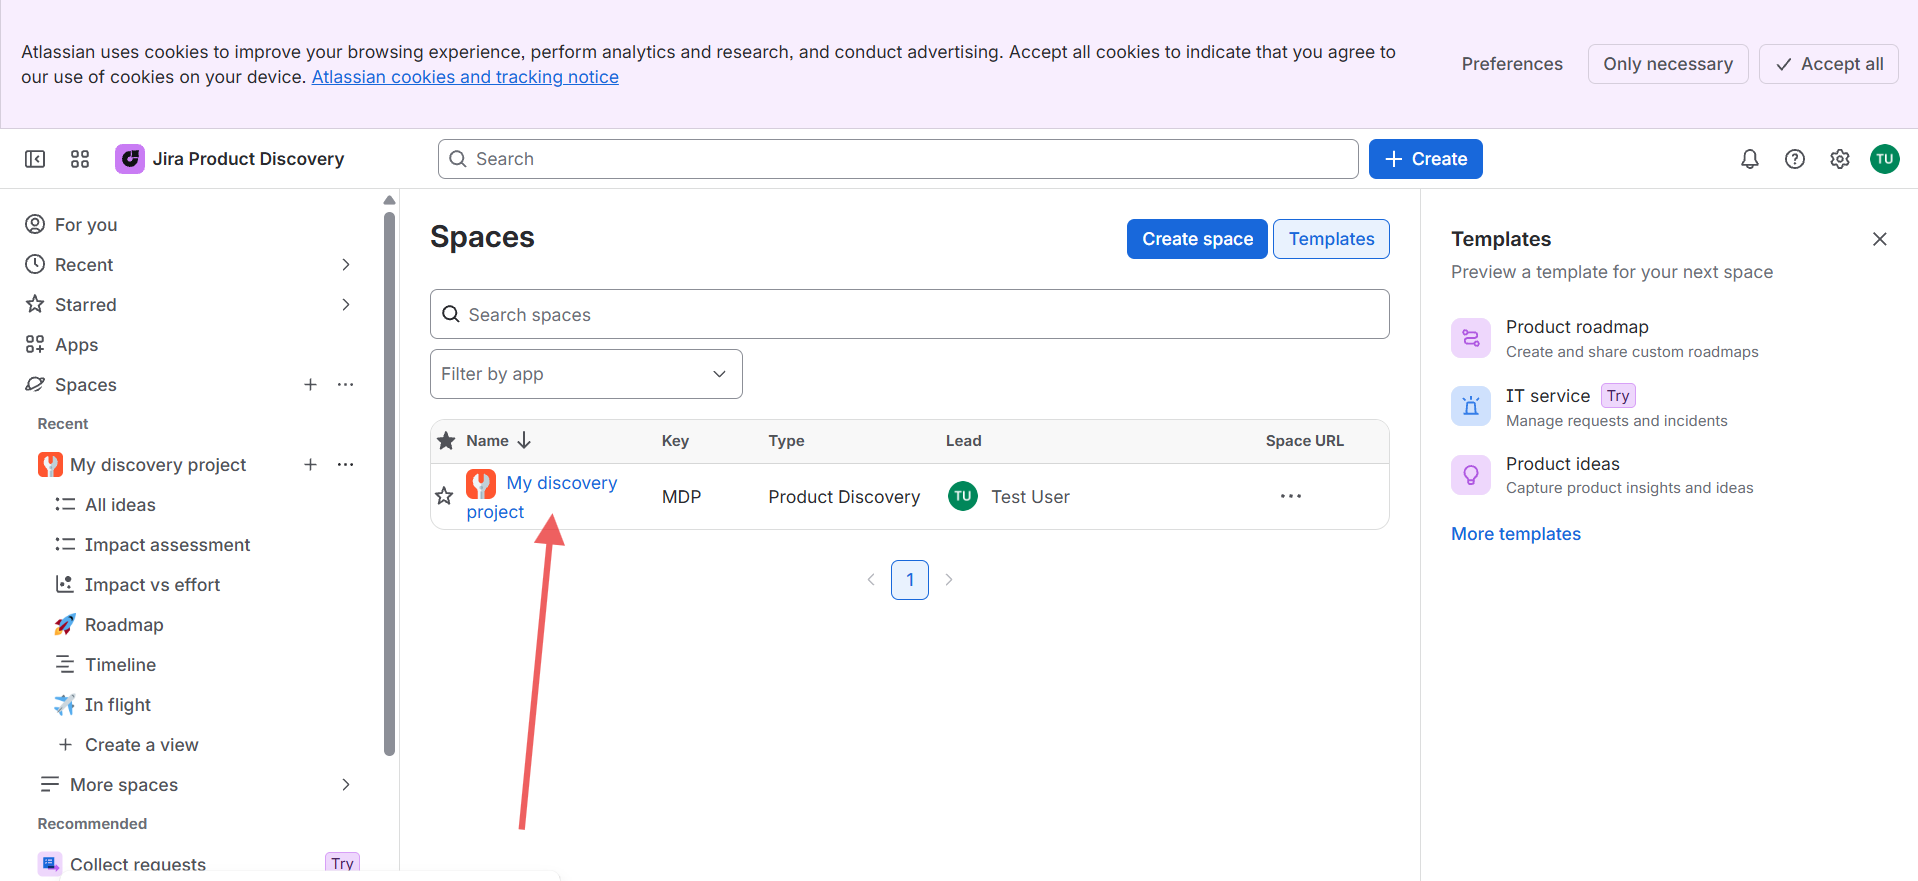 Atlassian uses cookies to improve your browsing experience, perform analytics and research, and conduct advertising. Accept all cookies to indicate that you agree to
our use of cookies on your device. Atlassian cookies and tracking notice
Preferences
Only necessary
Accept all
Jira Product Discovery
Search
Create
TU
For you
Recent
Starred
Apps
Spaces
Recent
My discovery project
All ideas
Impact assessment
Impact vs effort
Roadmap
Timeline
In flight
Create a view
More spaces
Recommended
Collect requests Try
Spaces
Create space
Templates
Search spaces
Filter by app
Name Key Type Lead Space URL
My discovery
project
MDP
Product Discovery
TU Test User
1
Templates
Preview a template for your next space
Product roadmap
Create and share custom roadmaps
IT service Try
Manage requests and incidents
Product ideas
Capture product insights and ideas
More templates